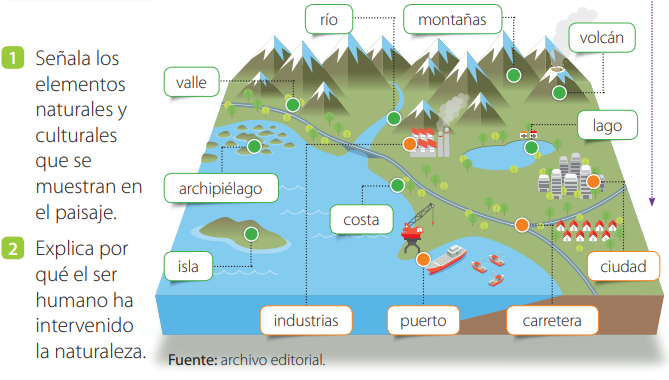 1 Señala los
elementos
naturales y
culturales
que se
muestran en
el paisaje.
2 Explica por
qué el ser
humano ha
intervenido
la naturaleza.
río
montañas
volcán
valle
lago
archipiélago
costa
isla
ciudad
industrias
puerto
carretera
Fuente: archivo editorial.